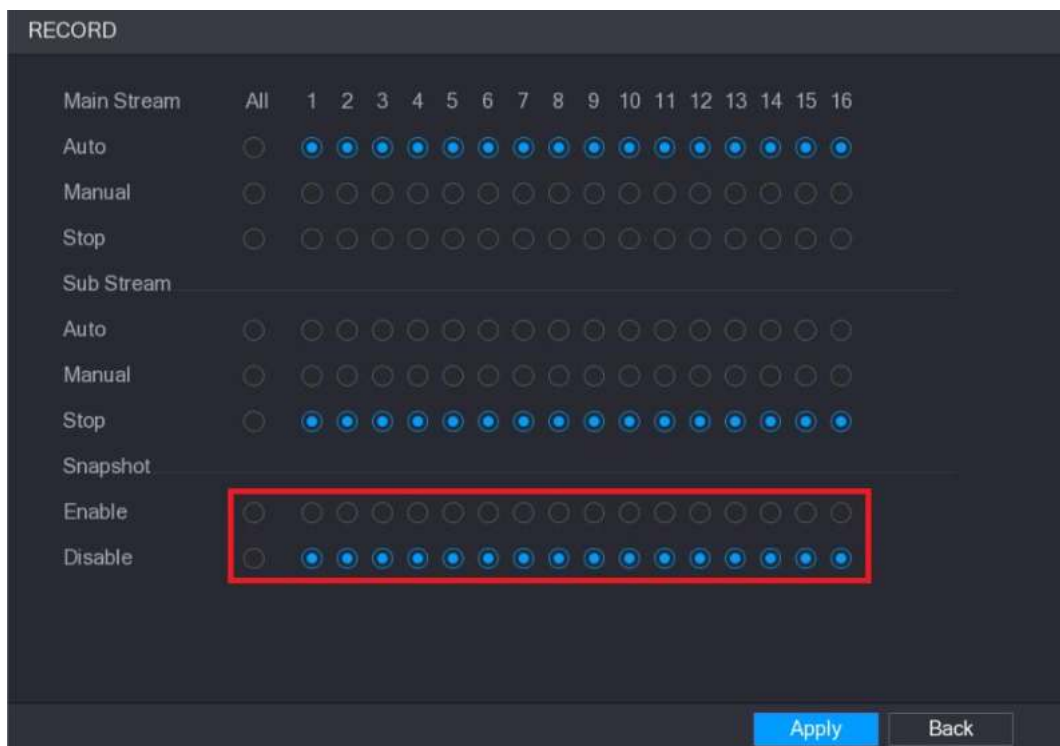 RECORD
Main Stream All 1 2 3 4 5 6 7 8 9 10 11 12 13 14 15 16
Auto
Manual
Stop
Sub Stream
Auto
Manual
Stop
Snapshot
Enable
Disable
Apply Back